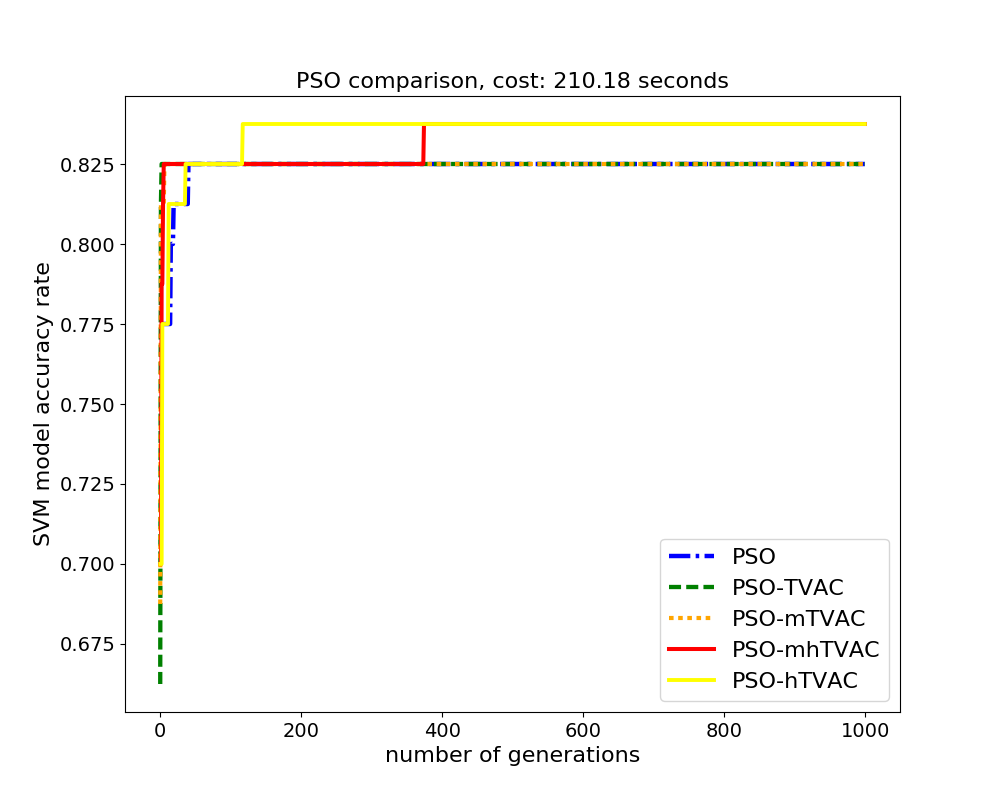 PSO comparison, cost: 210.18 seconds
SVM model accuracy rate
0.825
0.800
0.775
0.750
0.725
0.700
0.675
0 200 400 600 800 1000
number of generations
PSO
PSO-TVAC
PSO-mTVAC
PSO-mhTVAC
PSO-hTVAC